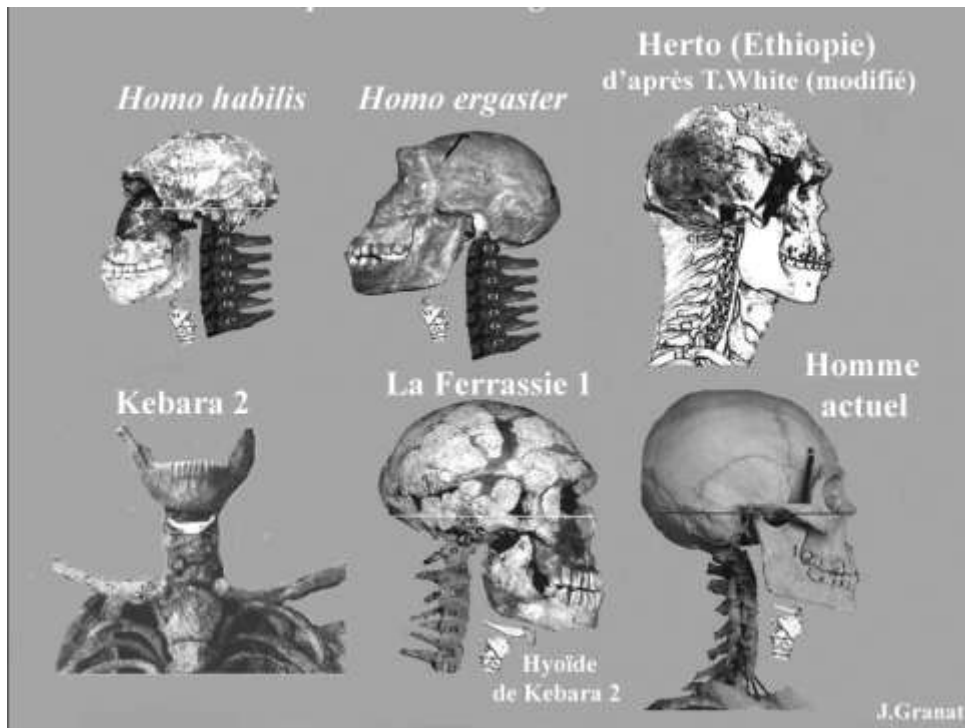 Herto (Ethiopie)
d'après T.White (modifié)
Homo habilis
Homo ergaster
Kebara 2
La Ferrassie 1
Homme
actuel
Hyoïde
de Kebara 2
J.Granat